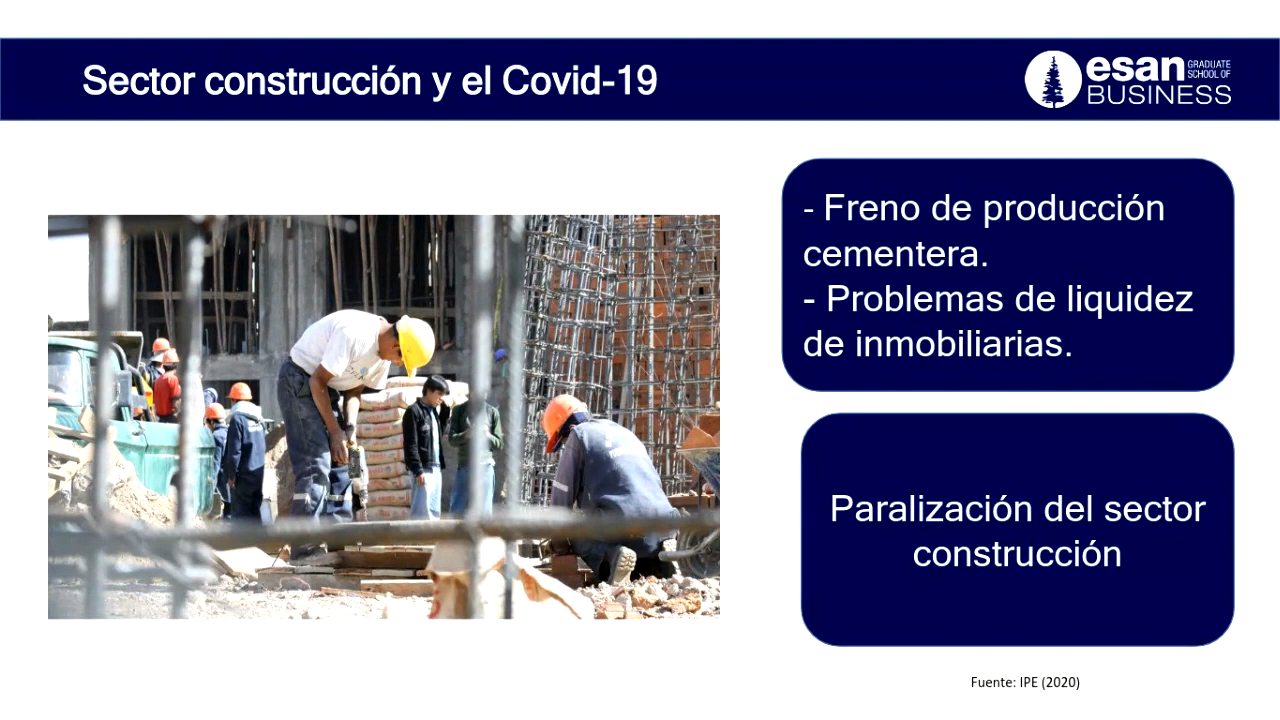 Sector construcción y el Covid-19
esan GRADUATE SCHOOL OF
BUSINESS
- Freno de producción
cementera.
- Problemas de liquidez
de inmobiliarias.
Paralización del sector
construcción
Fuente: IPE (2020)